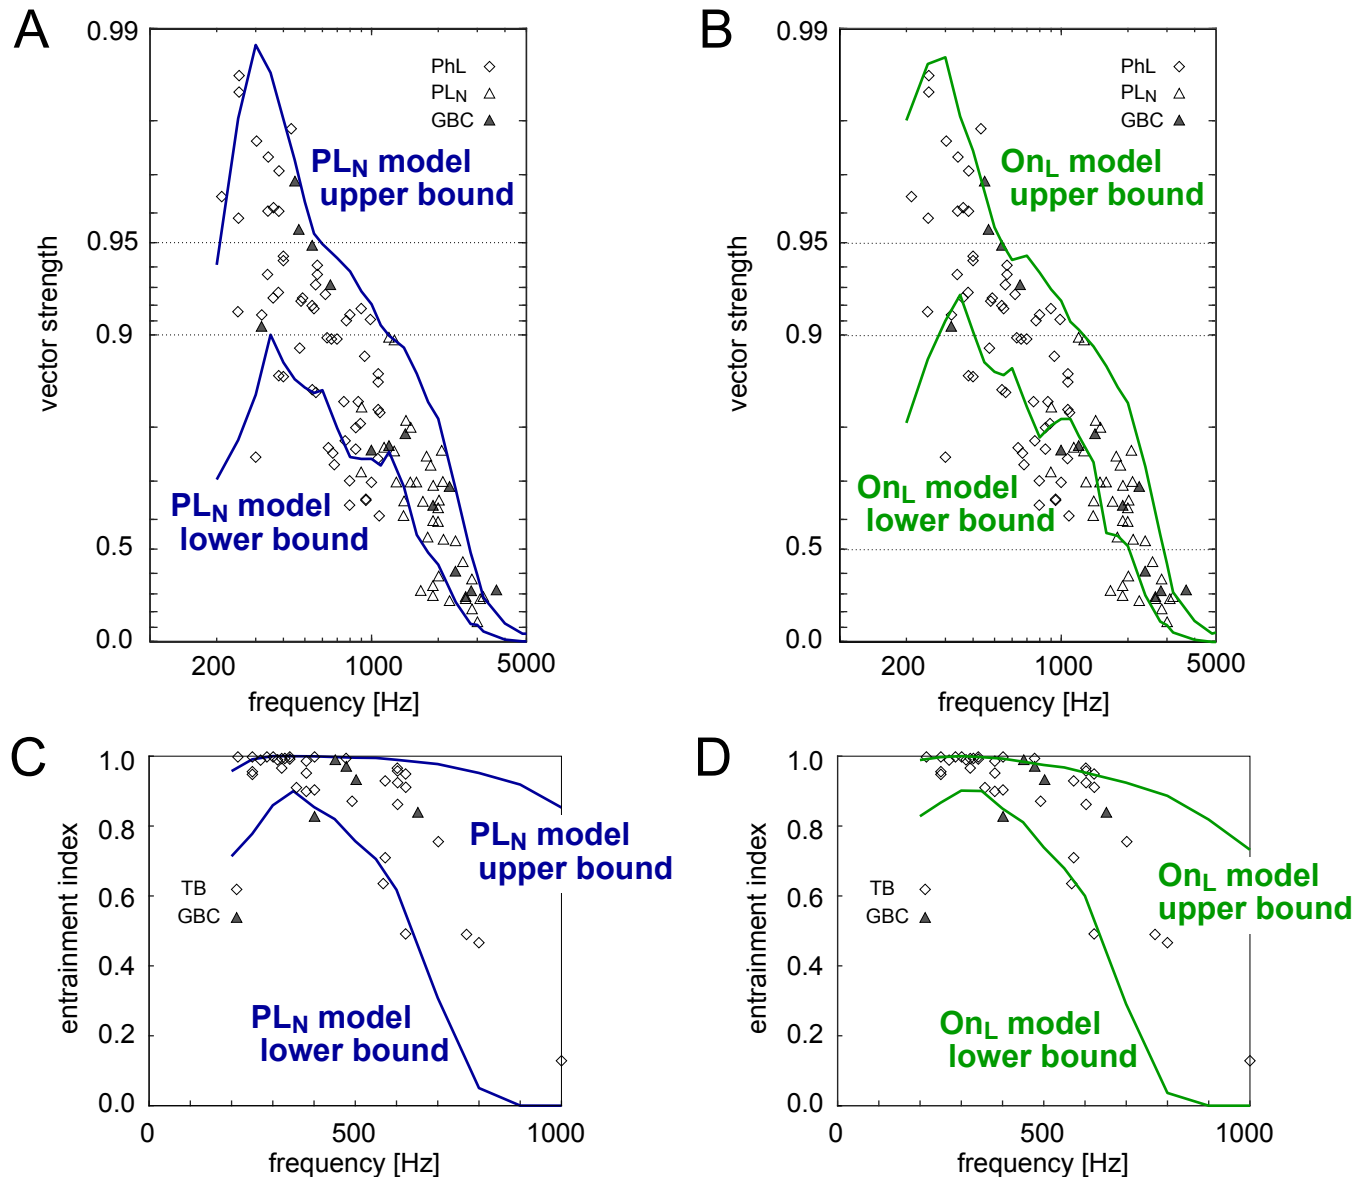 A
0.99
PhL
PLN
GBC
PLN model
upper bound
0.95
vector strength
0.9
PLN model
lower bound
0.5
0.0
200
1000
5000
frequency [Hz]
B
PhL
PLN
GBC
OnL model
upper bound
0.95
vector strength
0.9
OnL model
lower bound
0.5
0.0
0.99
200
1000
5000
frequency [Hz]
C
1.0
0.8
PLN model
upper bound
entrainment index
TB
GBC
0.6
0.4
PLN model
lower bound
0.2
0.0
0
500
1000
frequency [Hz]
D
1.0
0.8
OnL model
upper bound
entrainment index
TB
GBC
0.6
0.4
OnL model
lower bound
0.2
0.0
0
500
1000
frequency [Hz]